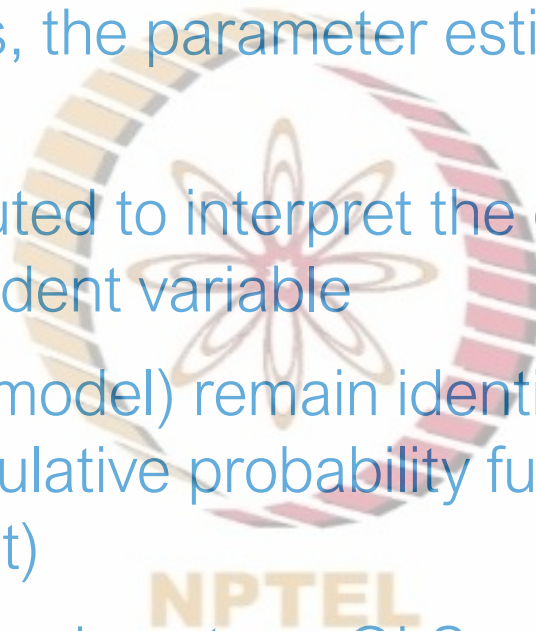 s, the parameter esti
uted to interpret the
dent variable
model) remain identi
ulative probability fu
t)
NPTEL